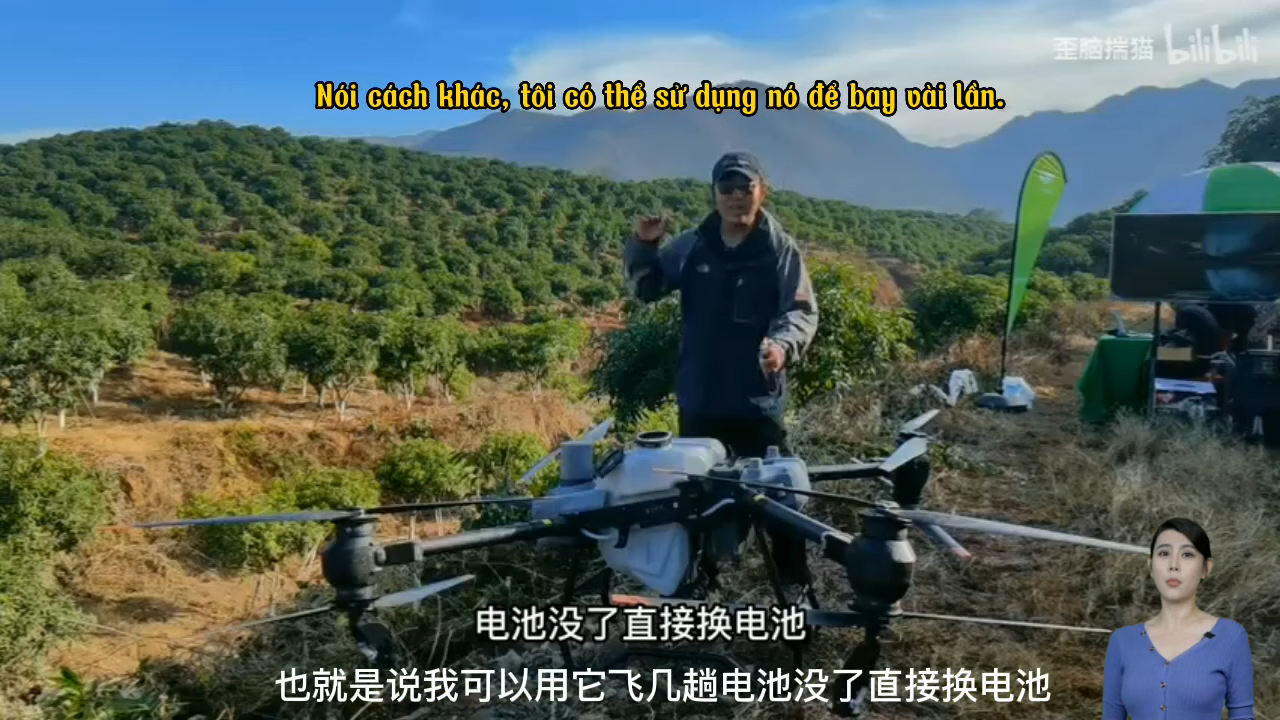 歪脑揣猫 bilibili
Nói cách khác, tôi có thể sử dụng nó để bay vài lần.
电池没了直接换电池
也就是说我可以用它飞几趟电池没了直接换电池